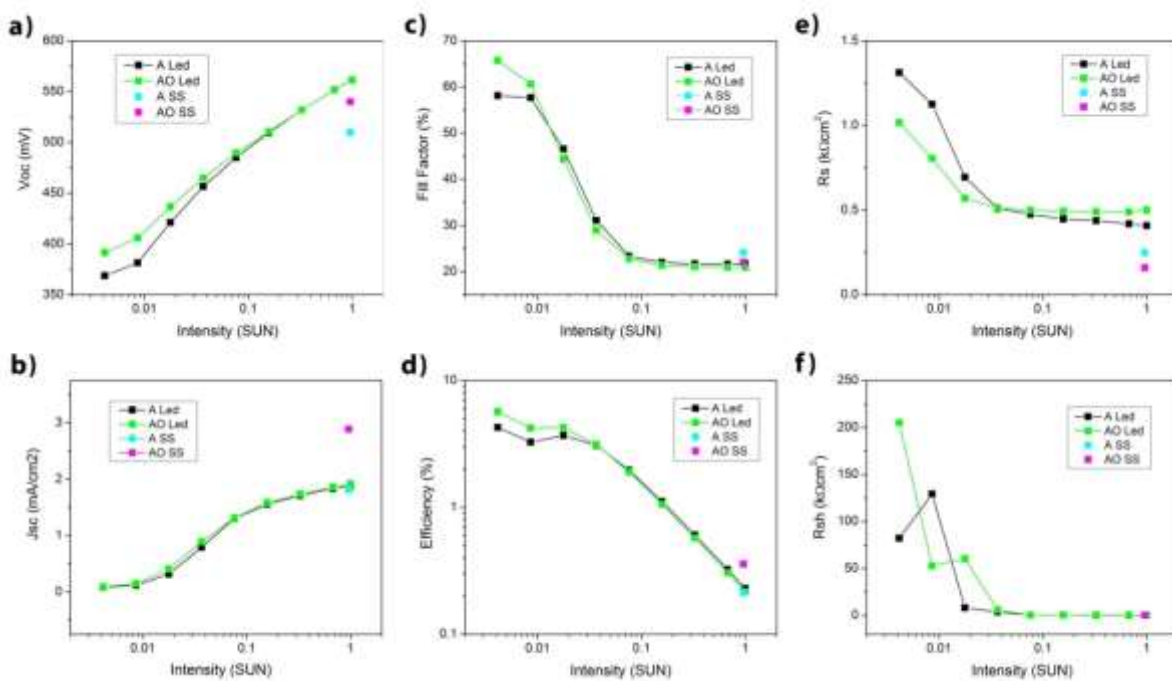 a)
600
550
500
450
400
350
Voc (mV)
A Led
AO Led
A SS
AO SS
0.01
0.1
1
Intensity (SUN)
c)
70
60
50
40
30
20
Fill Factor (%)
A Led
AO Led
A SS
AO SS
0.01
0.1
1
Intensity (SUN)
e)
1.5
1.0
0.5
0.0
Rs (kΩcm²)
A Led
AO Led
A SS
AO SS
0.01
0.1
1
Intensity (SUN)
b)
3
2
1
0
Jsc (mA/cm2)
A Led
AO Led
A SS
AO SS
0.01
0.1
1
Intensity (SUN)
d)
10
1
0.1
Efficiency (%)
A Led
AO Led
A SS
AO SS
0.01
0.1
1
Intensity (SUN)
f)
250
200
150
100
50
0
Rsh (kΩcm²)
A Led
AO Led
A SS
AO SS
0.01
0.1
1
Intensity (SUN)